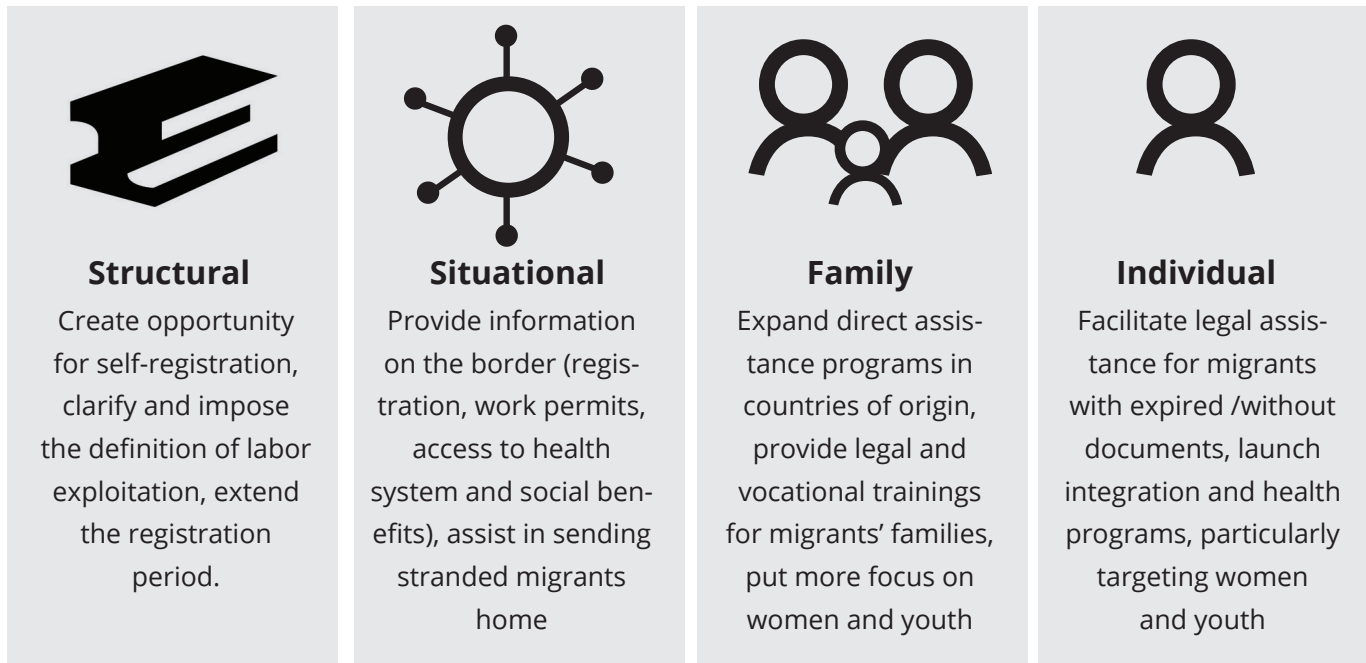 Structural
Create opportunity
for self-registration,
clarify and impose
the definition of labor
exploitation, extend
the registration
period.
Situational
Provide information
on the border (regis-
tration, work permits,
access to health
system and social ben-
efits), assist in sending
stranded migrants
home
Family
Expand direct assis-
tance programs in
countries of origin,
provide legal and
vocational trainings
for migrants’ families,
put more focus on
women and youth
Individual
Facilitate legal assis-
tance for migrants
with expired /without
documents, launch
integration and health
programs, particularly
targeting women
and youth